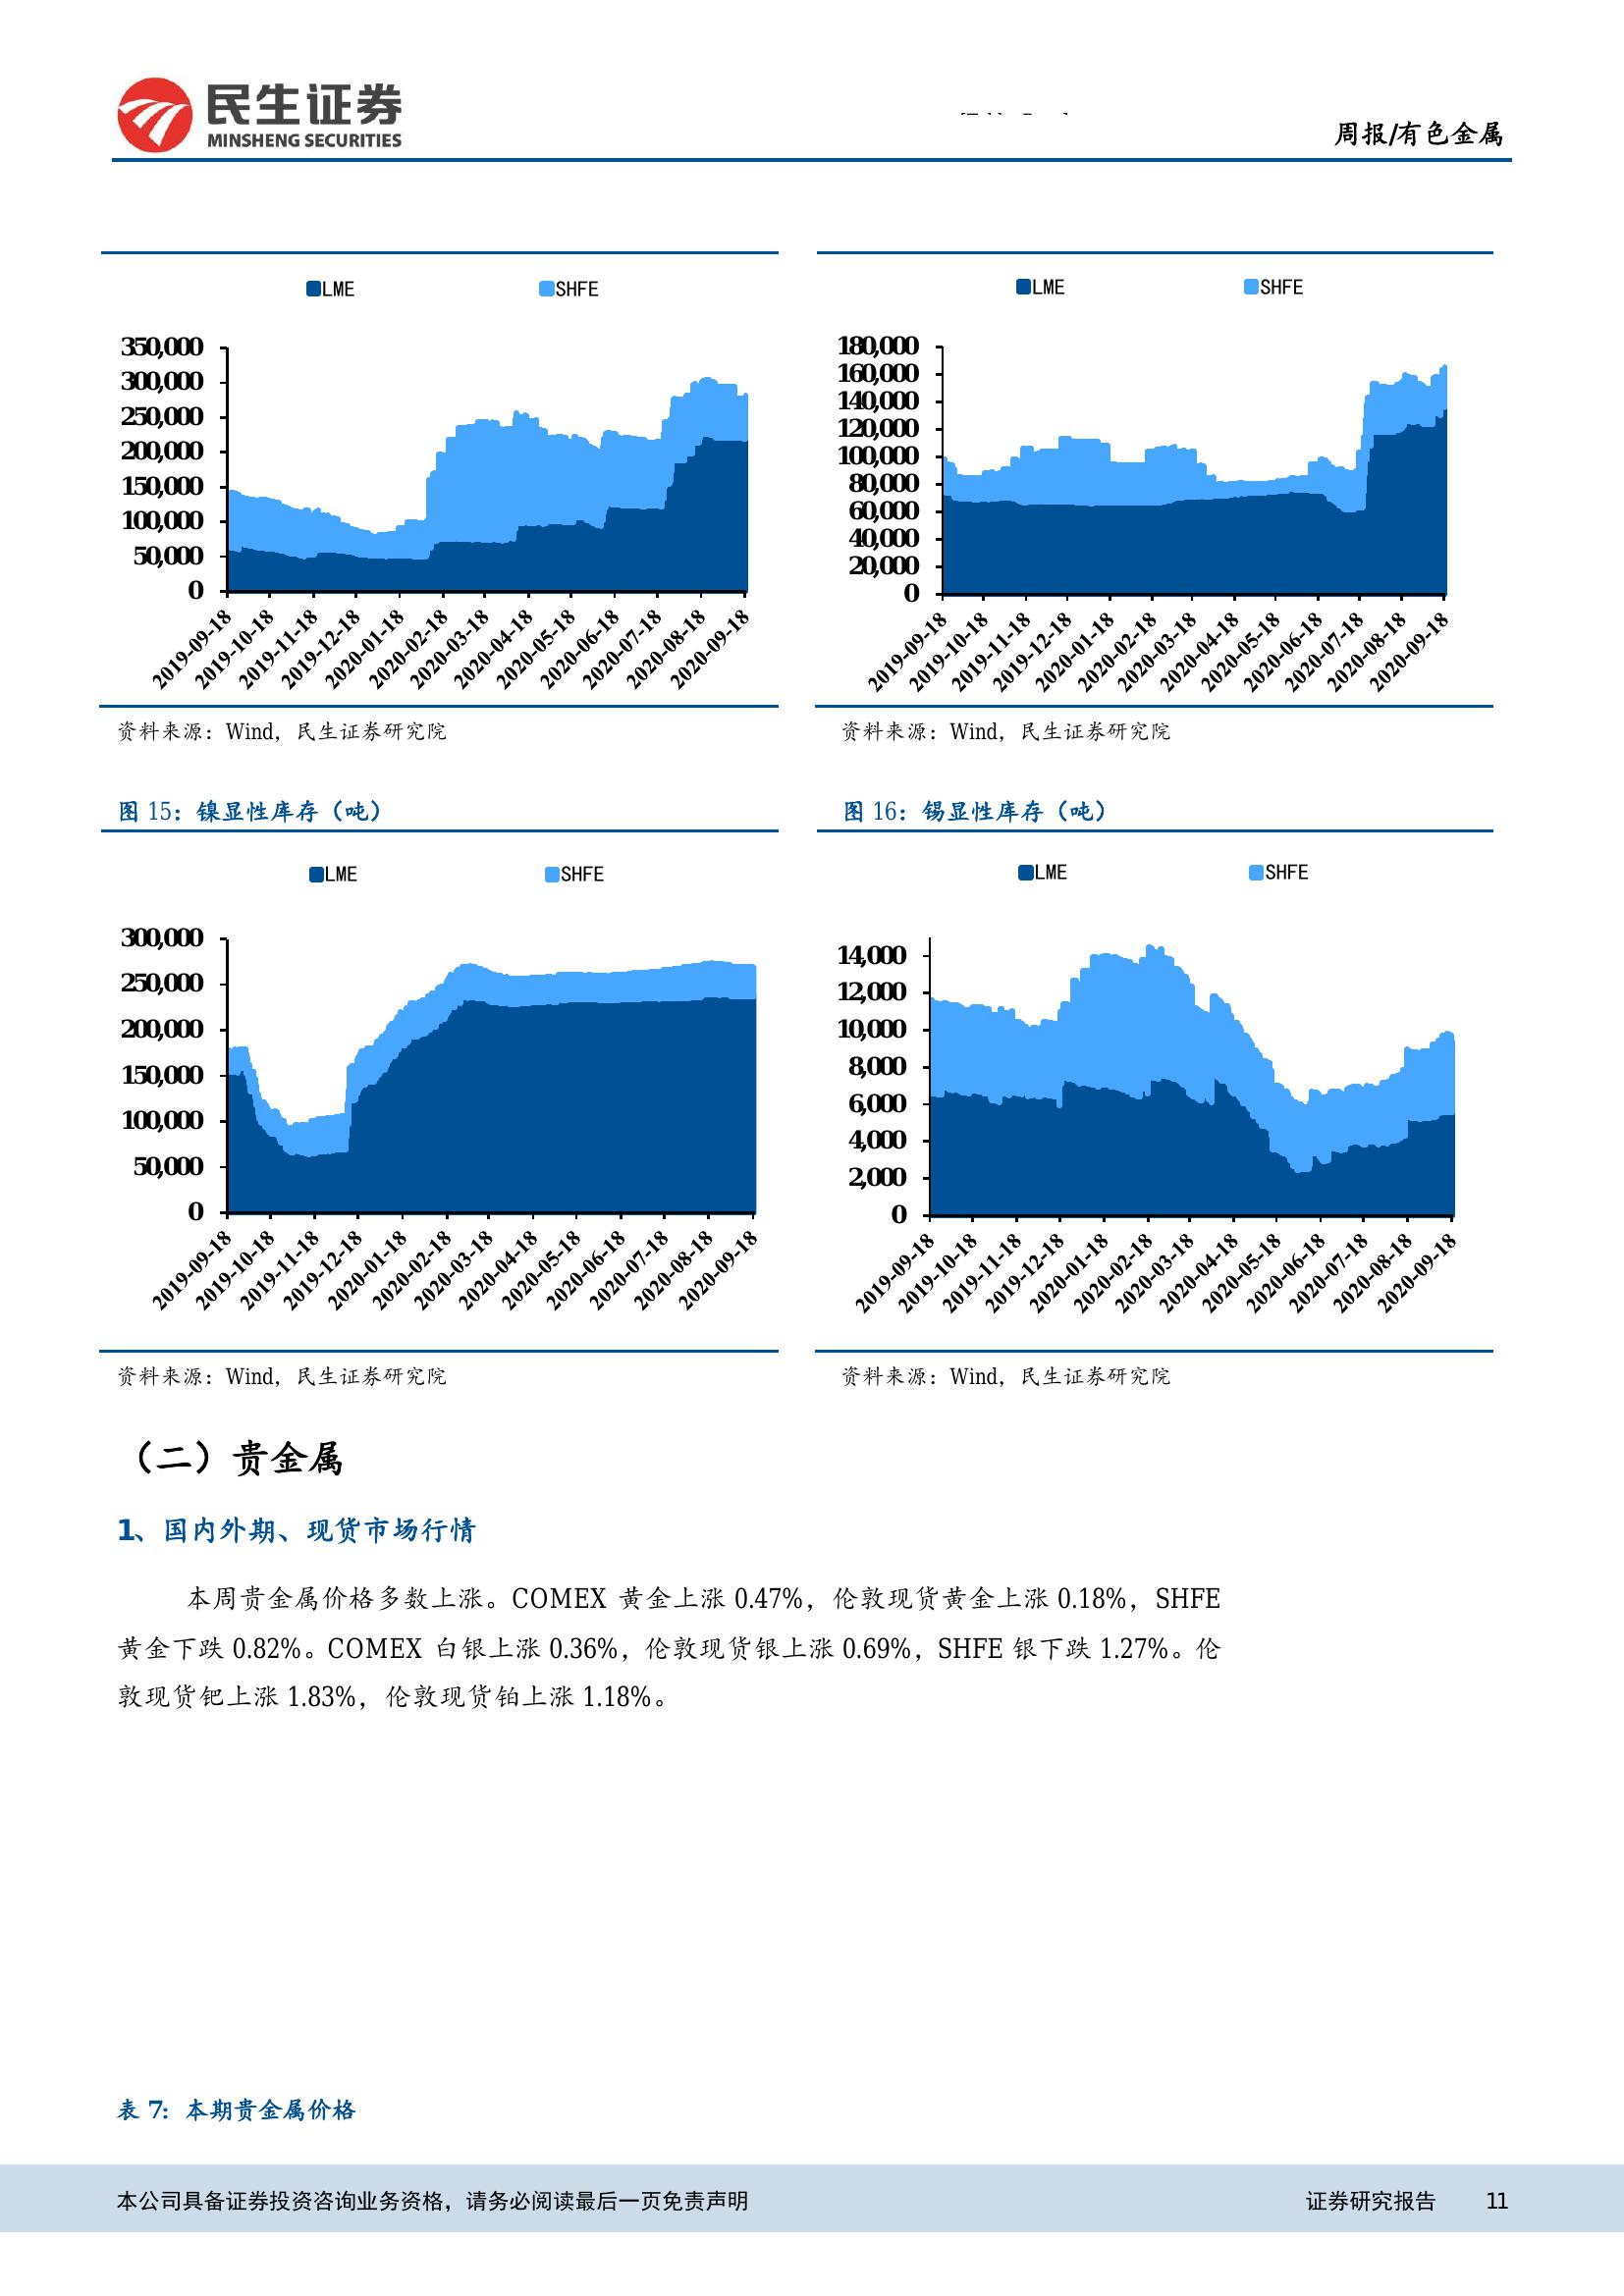 民生证券
MINSHENG SECURITIES
周报/有色金属
LME SHFE
350,000
300,000
250,000
200,000
150,000
100,000
50,000
0
2019-09-18 2019-10-18 2019-11-18 2019-12-18 2020-01-18 2020-02-18 2020-03-18 2020-04-18 2020-05-18 2020-06-18 2020-07-18 2020-08-18 2020-09-18
LME SHFE
180,000
160,000
140,000
120,000
100,000
80,000
60,000
40,000
20,000
0
2019-09-18 2019-10-18 2019-11-18 2019-12-18 2020-01-18 2020-02-18 2020-03-18 2020-04-18 2020-05-18 2020-06-18 2020-07-18 2020-08-18 2020-09-18
资料来源：Wind，民生证券研究院
资料来源：Wind，民生证券研究院
图 15：镍显性库存（吨）
图 16：锡显性库存（吨）
LME SHFE
300,000
250,000
200,000
150,000
100,000
50,000
0
2019-09-18 2019-10-18 2019-11-18 2019-12-18 2020-01-18 2020-02-18 2020-03-18 2020-04-18 2020-05-18 2020-06-18 2020-07-18 2020-08-18 2020-09-18
LME SHFE
14,000
12,000
10,000
8,000
6,000
4,000
2,000
0
2019-09-18 2019-10-18 2019-11-18 2019-12-18 2020-01-18 2020-02-18 2020-03-18 2020-04-18 2020-05-18 2020-06-18 2020-07-18 2020-08-18 2020-09-18
资料来源：Wind，民生证券研究院
资料来源：Wind，民生证券研究院
（二）贵金属
1、国内外期、现货市场行情
本周贵金属价格多数上涨。COMEX 黄金上涨 0.47%，伦敦现货黄金上涨 0.18%，SHFE
黄金下跌 0.82%。COMEX 白银上涨 0.36%，伦敦现货银上涨 0.69%，SHFE 银下跌 1.27%。伦
敦现货钯上涨 1.83%，伦敦现货铂上涨 1.18%。
表 7：本期贵金属价格
本公司具备证券投资咨询业务资格，请务必阅读最后一页免责声明
证券研究报告 11